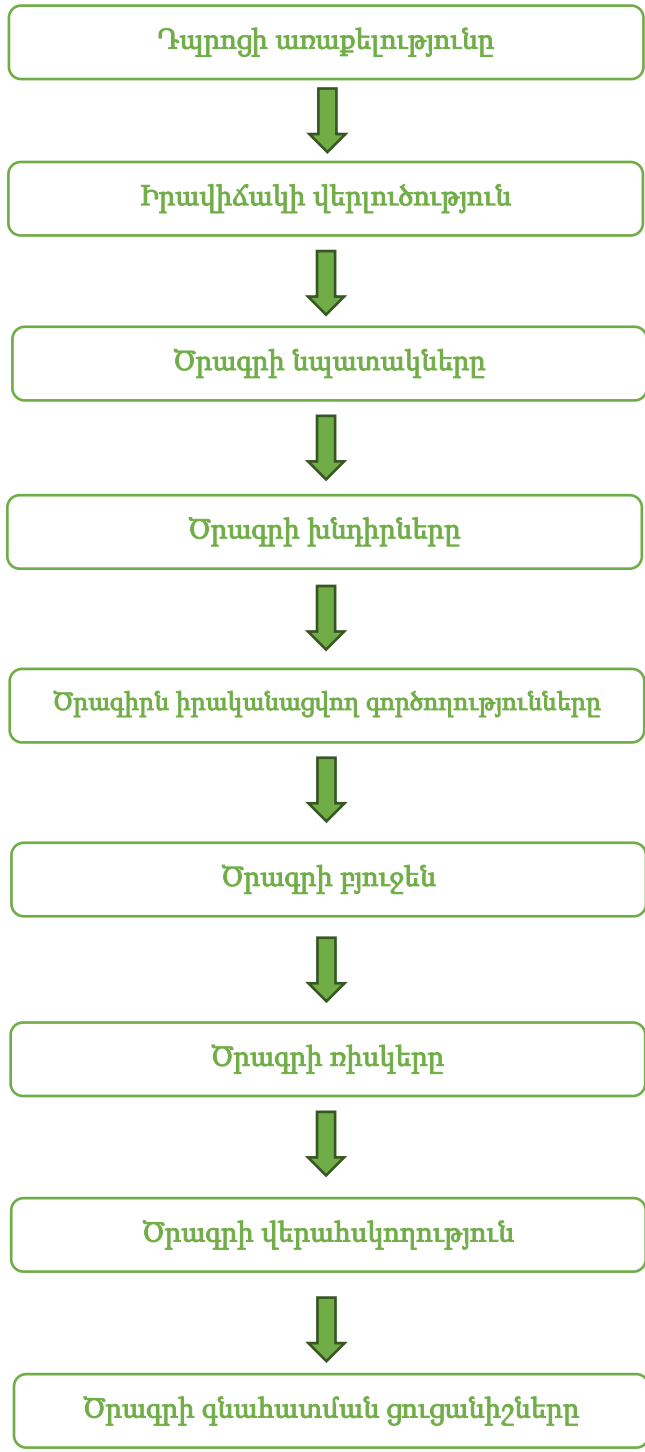 Դպրոցի առաքելությունը
Իրավիճակի վերլուծություն
Ծրագրի նպատակները
Ծրագրի խնդիրները
Ծրագիրն իրականացվող գործողությունները
Ծրագրի բյուջեն
Ծրագրի ռիսկերը
Ծրագրի վերահսկողություն
Ծրագրի գնահատման ցուցանիշները